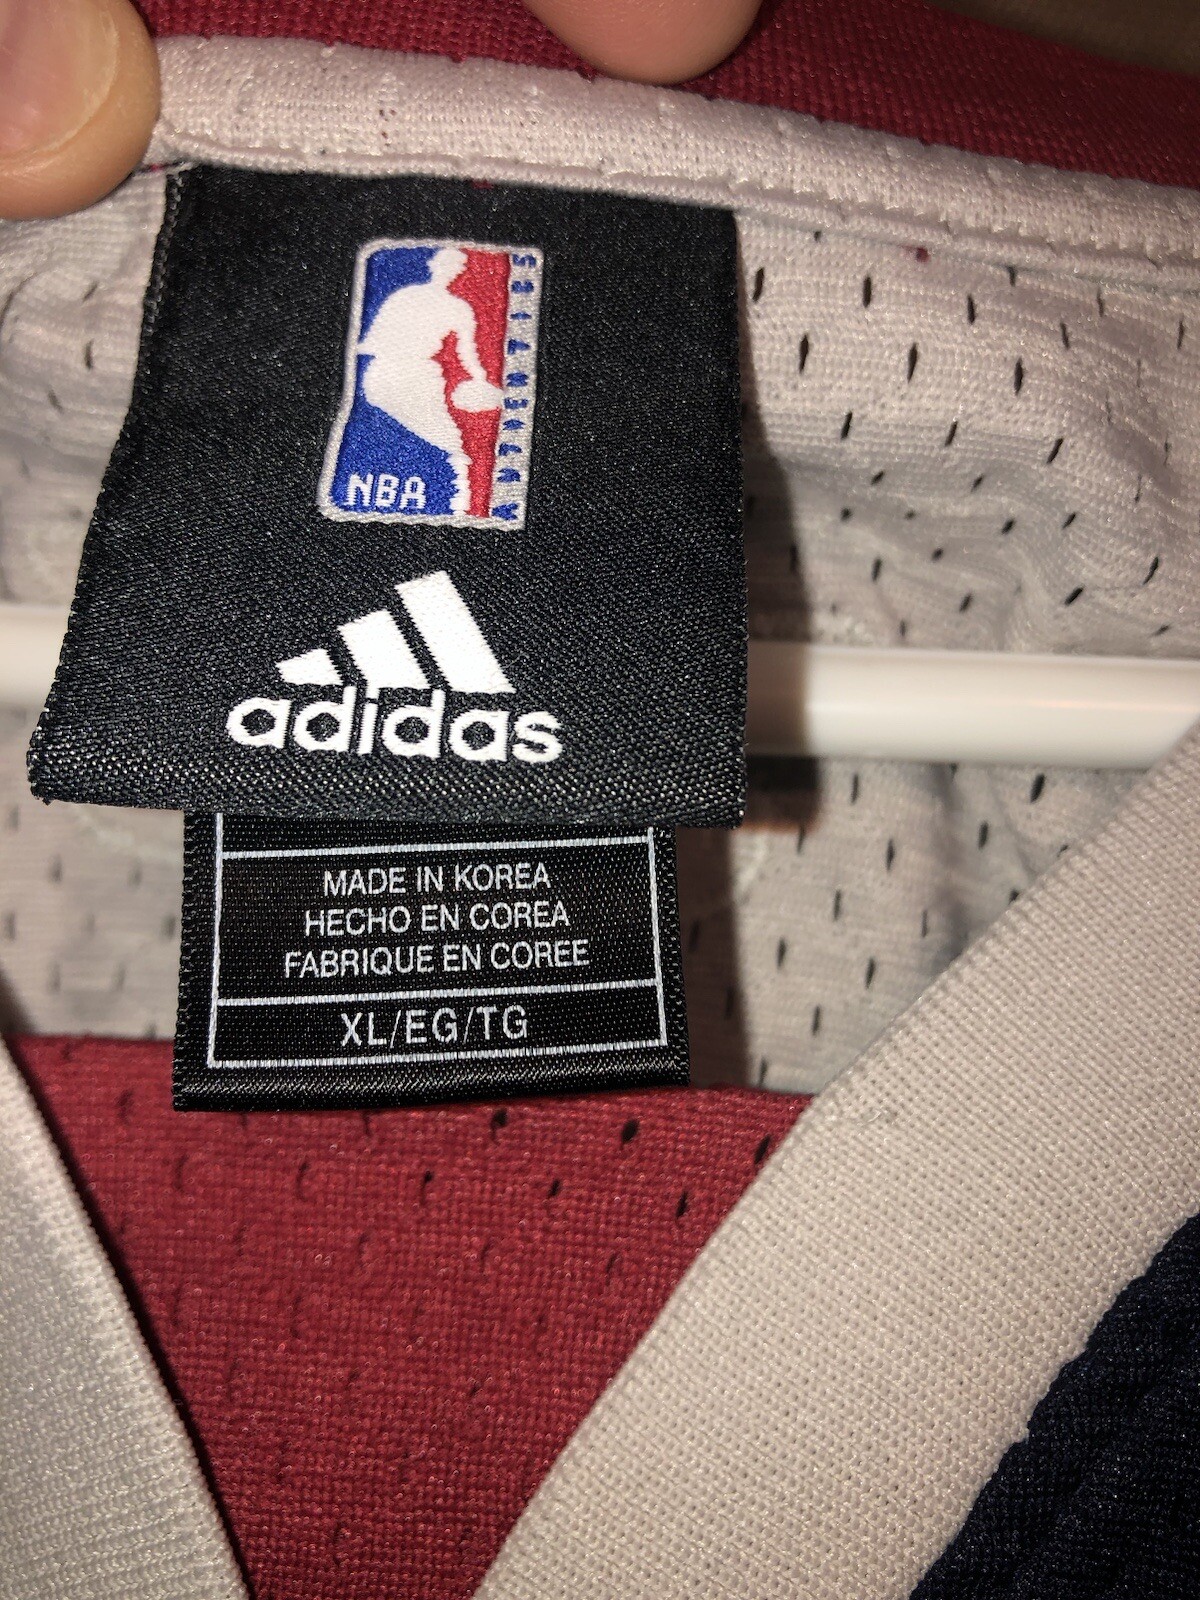 NBA
AUTHENTICS
adidas
MADE IN KOREA
HECHO EN COREA
FABRIQUE EN COREE
XL/EG/TG